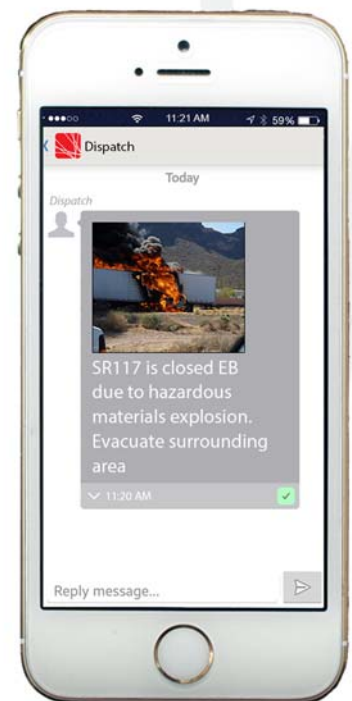 11:21 AM
59%
Dispatch
Today
Dispatch
SR117 is closed EB
due to hazardous
materials explosion.
Evacuate surrounding
area
11:20 AM
Reply message...